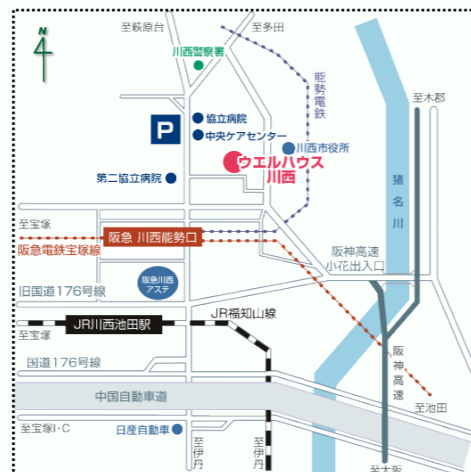 至萩原台
至多田
N
川西警察署
能勢電鉄
至木郡
P
協立病院
中央ケアセンター
川西市役所
ウエルハウス
川西
第二協立病院
猪名川
至宝塚
阪急 川西能勢口
阪急電鉄宝塚線
阪神高速
小花出入口
阪急川西
アステ
旧国道176号線
JR川西池田駅
JR福知山線
至宝塚
国道176号線
阪神高速
中国自動車道
至池田
至宝塚I・C
日産自動車
至伊丹
至伊丹
至大阪